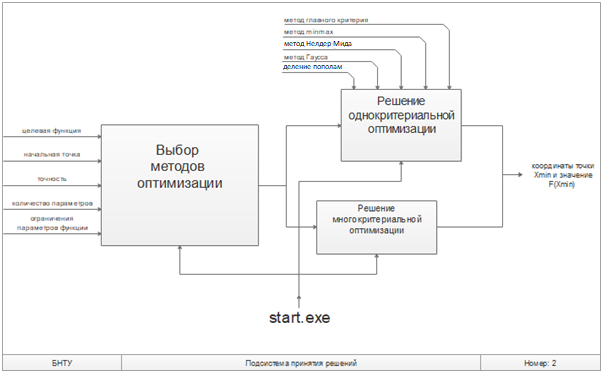 метод главного критерия
метод minmax
метод Нелдер Мида
метод Гаусса
деление пополам
целевая функция
начальная точка
точность
количество параметров
ограничения
параметров функции
Выбор
методов
оптимизации
Решение
однокритериальной
оптимизации
Решение
многокритериальной
оптимизации
координаты точки
Xmin и значение
F(Xmin)
start.exe
БНТУ
Подсистема принятия решений
Номер: 2